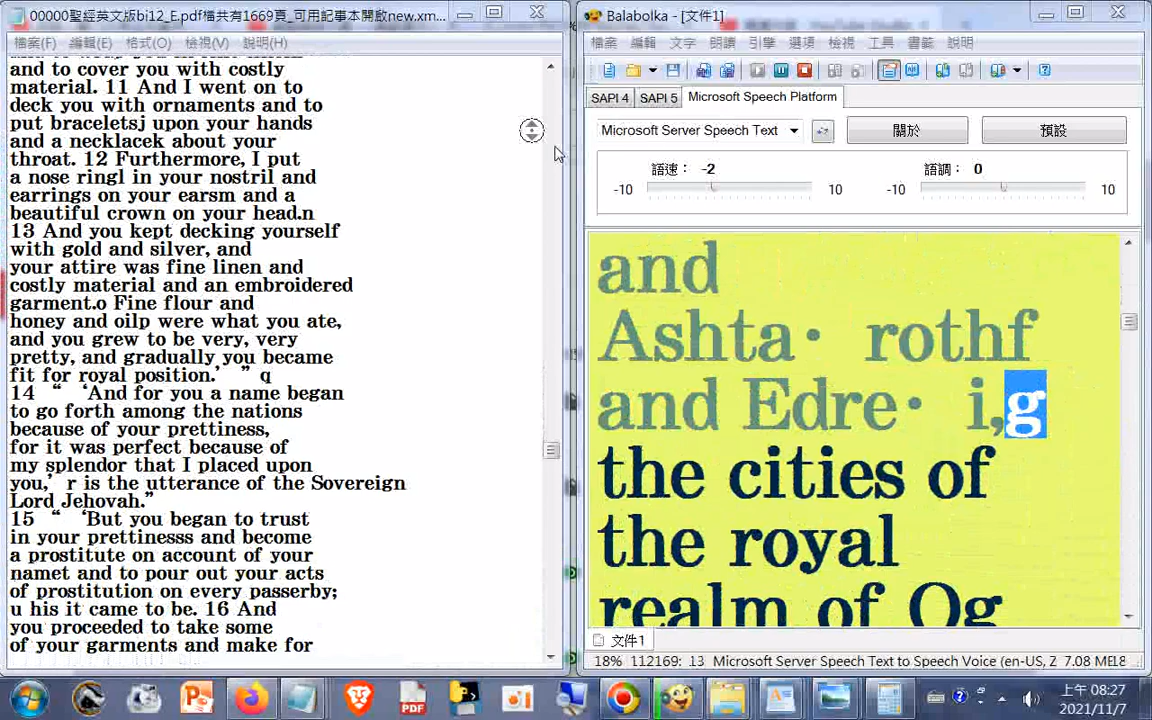 00000聖經英文版bi12_E.pdf檔共有1669頁_可用記事本開啟new.xm...
檔案(F) 編輯(E) 格式(O) 檢視(V) 說明(H)
and to cover you with costly
material. 11 And I went on to
deck you with ornaments and to
put braceletsj upon your hands
and a necklacek about your
throat. 12 Furthermore, I put
a nose ringl in your nostril and
earrings on your earsm and a
beautiful crown on your head.n
13 And you kept decking yourself
with gold and silver, and
your attire was fine linen and
costly material and an embroidered
garment.o Fine flour and
honey and oilp were what you ate,
and you grew to be very, very
pretty, and gradually you became
fit for royal position.’ ” q
14 “ ‘And for you a name began
to go forth among the nations
because of your prettiness,
for it was perfect because of
my splendor that I placed upon
you,’ r is the utterance of the Sovereign
Lord Jehovah.”
15 “ ‘But you began to trust
in your prettinesss and become
a prostitute on account of your
namet and to pour out your acts
of prostitution on every passerby;
u his it came to be. 16 And
you proceeded to take some
of your garments and make for
Balabolka - [文件1]
檔案 編輯 文字 朗讀 引擎 選項 檢視 工具 書籤 說明
SAPI 4 SAPI 5 Microsoft Speech Platform
Microsoft Server Speech Text 關於 預設
語速： -2 語調： 0
-10 10 -10 10
and
Ashta· rothf
and Edre· i,g
the cities of
the royal
realm of Og
文件1
18% 112169: 13 Microsoft Server Speech Text to Speech Voice (en-US, Z 7.08 MEL8
上午 08:27
2021/11/7